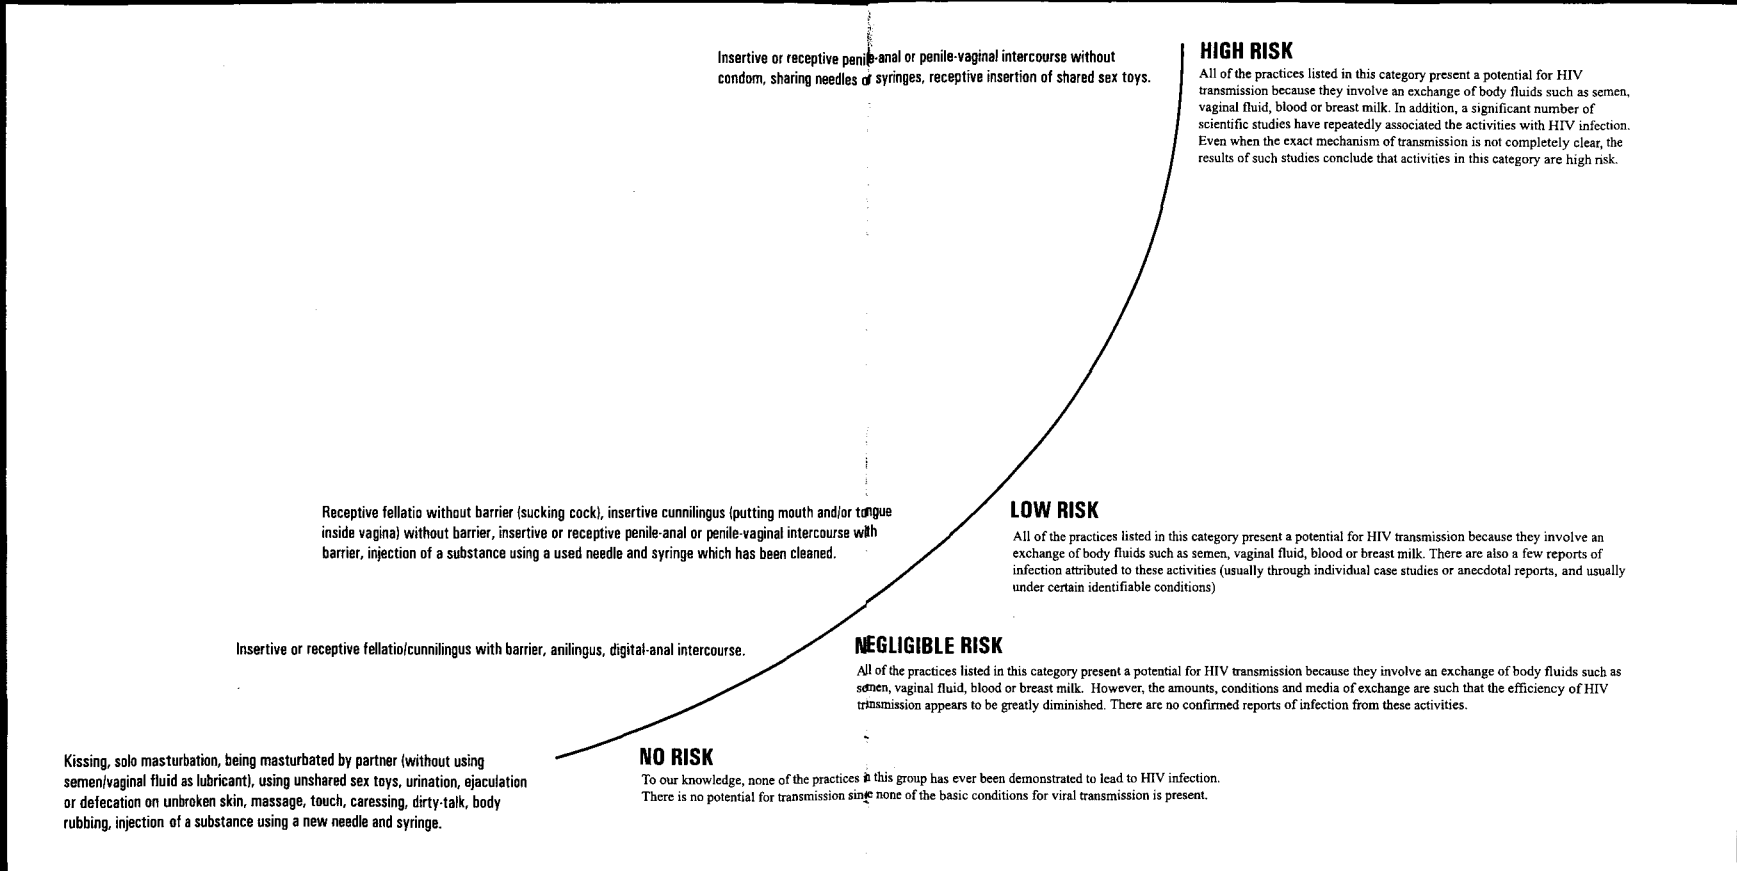 Insertive or receptive penile-anal or penile-vaginal intercourse without
condom, sharing needles or syringes, receptive insertion of shared sex toys.
HIGH RISK
All of the practices listed in this category present a potential for HIV
transmission because they involve an exchange of body fluids such as semen,
vaginal fluid, blood or breast milk. In addition, a significant number of
scientific studies have repeatedly associated the activities with HIV infection.
Even when the exact mechanism of transmission is not completely clear, the
results of such studies conclude that activities in this category are high risk.
Receptive fellatio without barrier (sucking cock), insertive cunnilingus (putting mouth and/or tongue
inside vagina) without barrier, insertive or receptive penile-anal or penile-vaginal intercourse with
barrier, injection of a substance using a used needle and syringe which has been cleaned.
LOW RISK
All of the practices listed in this category present a potential for HIV transmission because they involve an
exchange of body fluids such as semen, vaginal fluid, blood or breast milk. There are also a few reports of
infection attributed to these activities (usually through individual case studies or anecdotal reports, and usually
under certain identifiable conditions)
Insertive or receptive fellatio/cunnilingus with barrier, anilingus, digital-anal intercourse.
NEGLIGIBLE RISK
All of the practices listed in this category present a potential for HIV transmission because they involve an exchange of body fluids such as
semen, vaginal fluid, blood or breast milk. However, the amounts, conditions and media of exchange are such that the efficiency of HIV
transmission appears to be greatly diminished. There are no confirmed reports of infection from these activities.
Kissing, solo masturbation, being masturbated by partner (without using
semen/vaginal fluid as lubricant), using unshared sex toys, urination, ejaculation
or defecation on unbroken skin, massage, touch, caressing, dirty-talk, body
rubbing, injection of a substance using a new needle and syringe.
NO RISK
To our knowledge, none of the practices in this group has ever been demonstrated to lead to HIV infection.
There is no potential for transmission since none of the basic conditions for viral transmission is present.